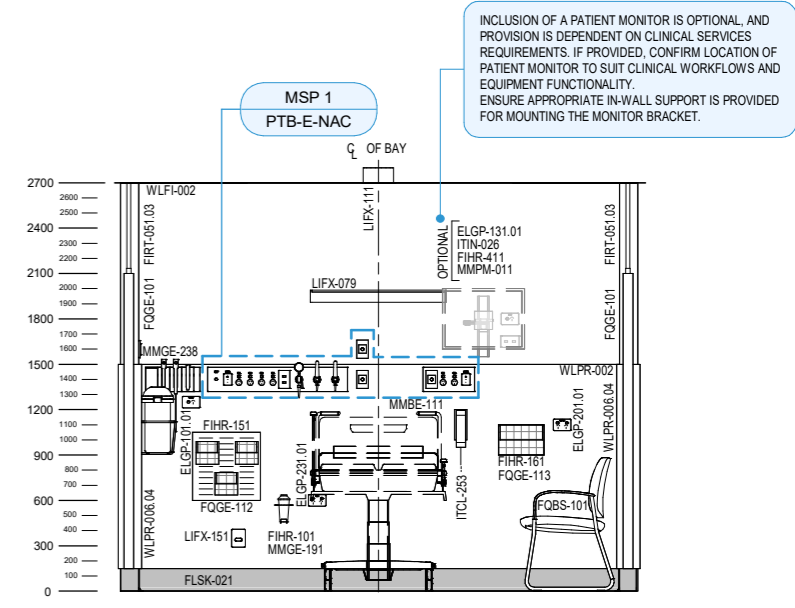 INCLUSION OF A PATIENT MONITOR IS OPTIONAL, AND
PROVISION IS DEPENDENT ON CLINICAL SERVICES
REQUIREMENTS. IF PROVIDED, CONFIRM LOCATION OF
PATIENT MONITOR TO SUIT CLINICAL WORKFLOWS AND
EQUIPMENT FUNCTIONALITY.
ENSURE APPROPRIATE IN-WALL SUPPORT IS PROVIDED
FOR MOUNTING THE MONITOR BRACKET.
MSP 1
PTB-E-NAC
CL OF BAY
2700
2600
2500
2400
2300
2200
2100
2000
1900
1800
1700
1600
1500
1400
1300
1200
1100
1000
900
800
700
600
500
400
300
200
100
0
WLFI-002
FIRT-051.03
LIFX-111
OPTIONAL
ELGP-131.01
ITIN-026
FIHR-411
MMPM-011
FIRT-051.03
FQGE-101
LIFX-079
FQGE-101
MMGE-238
WLPR-002
MMBE-111
ELGP-101.01
FIHR-151
FQGE-112
ELGP-231.01
ITCL-253
FIHR-161
FQGE-113
ELGP-201.01
WLPR-006.04
WLPR-006.04
LIFX-151
FIHR-101
MMGE-191
FQBS-101
FLSK-021